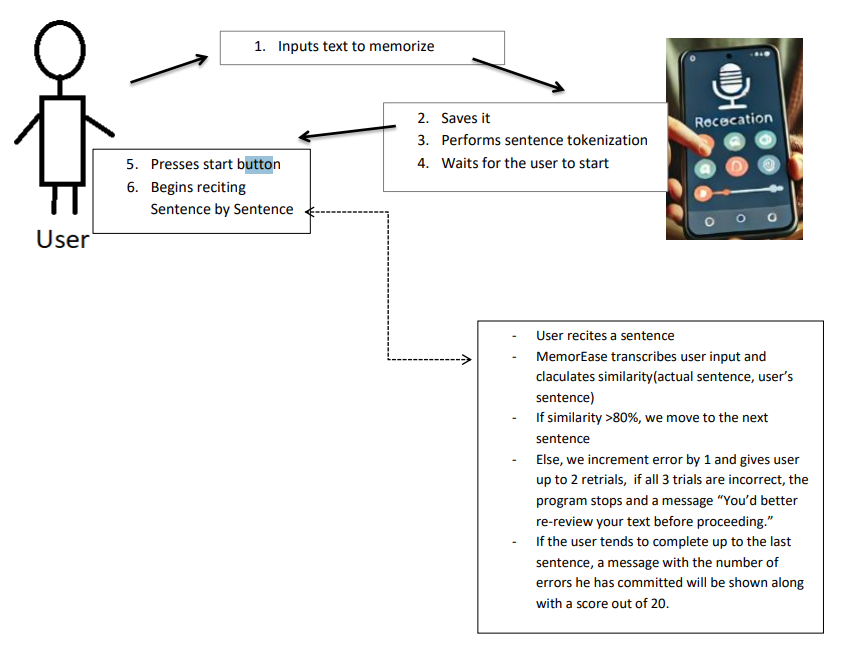 1. Inputs text to memorize
2. Saves it
3. Performs sentence tokenization
4. Waits for the user to start
Rececation
5. Presses start button
6. Begins reciting
Sentence by Sentence
User
- User recites a sentence
- MemorEase transcribes user input and
claculates similarity(actual sentence, user’s
sentence)
- If similarity >80%, we move to the next
sentence
- Else, we increment error by 1 and gives user
up to 2 retrials, if all 3 trials are incorrect, the
program stops and a message “You’d better
re-review your text before proceeding.”
- If the user tends to complete up to the last
sentence, a message with the number of
errors he has committed will be shown along
with a score out of 20.